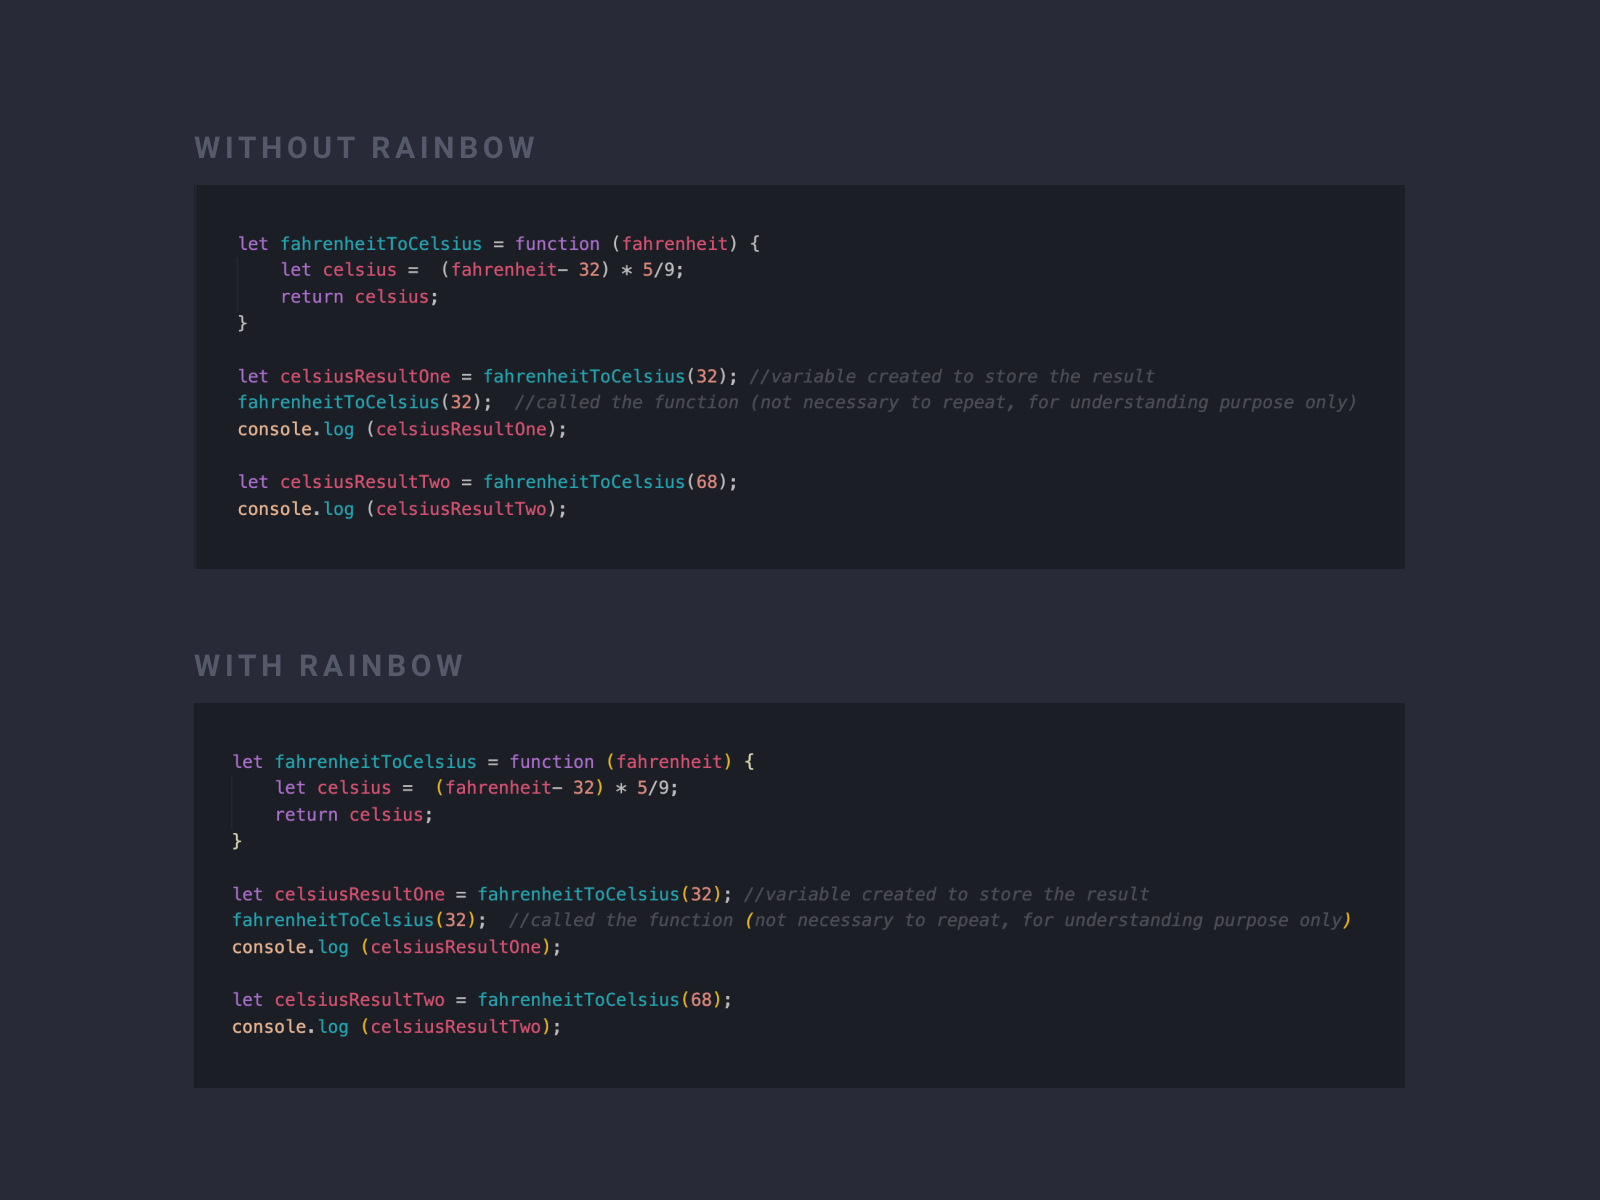 WITHOUT RAINBOW
let fahrenheitToCelsius = function (fahrenheit) {
    let celsius =  (fahrenheit- 32) * 5/9;
    return celsius;
}
let celsiusResultOne = fahrenheitToCelsius(32); //variable created to store the result
fahrenheitToCelsius(32);  //called the function (not necessary to repeat, for understanding purpose only)
console.log (celsiusResultOne);
let celsiusResultTwo = fahrenheitToCelsius(68);
console.log (celsiusResultTwo);
WITH RAINBOW
let fahrenheitToCelsius = function (fahrenheit) {
    let celsius =  (fahrenheit- 32) * 5/9;
    return celsius;
}
let celsiusResultOne = fahrenheitToCelsius(32); //variable created to store the result
fahrenheitToCelsius(32);  //called the function (not necessary to repeat, for understanding purpose only)
console.log (celsiusResultOne);
let celsiusResultTwo = fahrenheitToCelsius(68);
console.log (celsiusResultTwo);